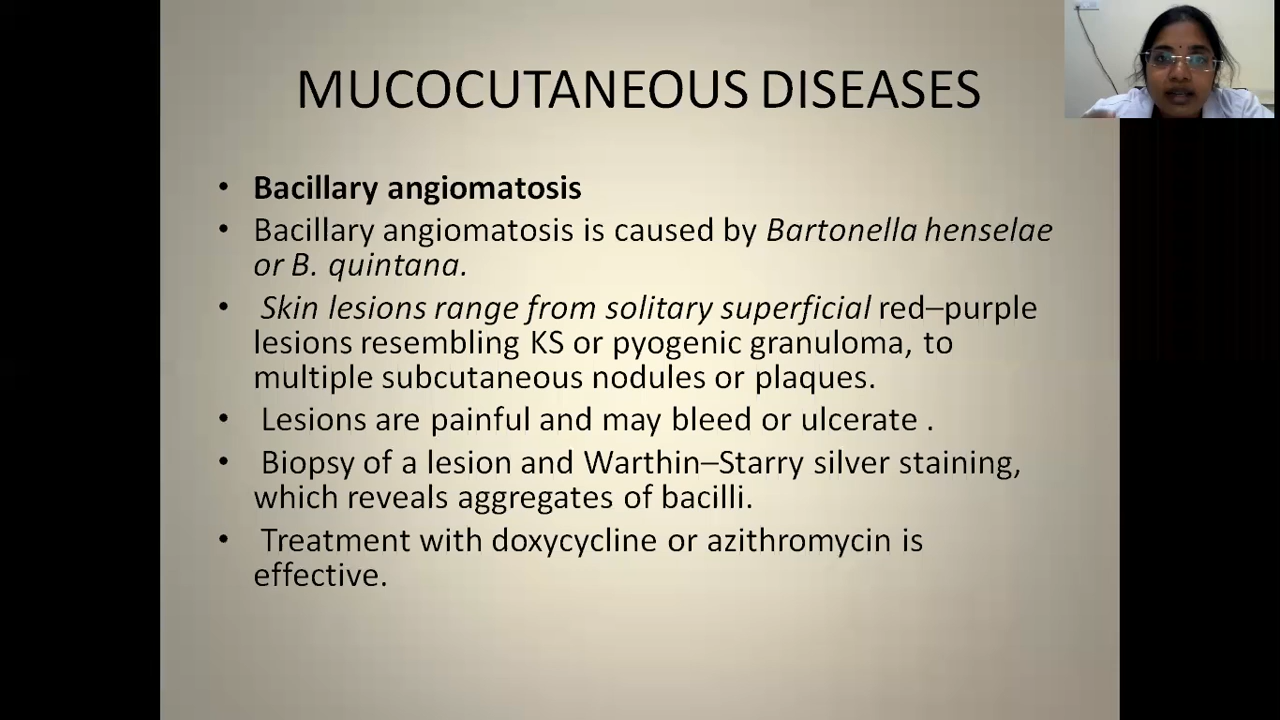 MUCOCUTANEOUS DISEASES
• Bacillary angiomatosis
• Bacillary angiomatosis is caused by Bartonella henselae
or B. quintana.
• Skin lesions range from solitary superficial red–purple
lesions resembling KS or pyogenic granuloma, to
multiple subcutaneous nodules or plaques.
• Lesions are painful and may bleed or ulcerate .
• Biopsy of a lesion and Warthin–Starry silver staining,
which reveals aggregates of bacilli.
• Treatment with doxycycline or azithromycin is
effective.